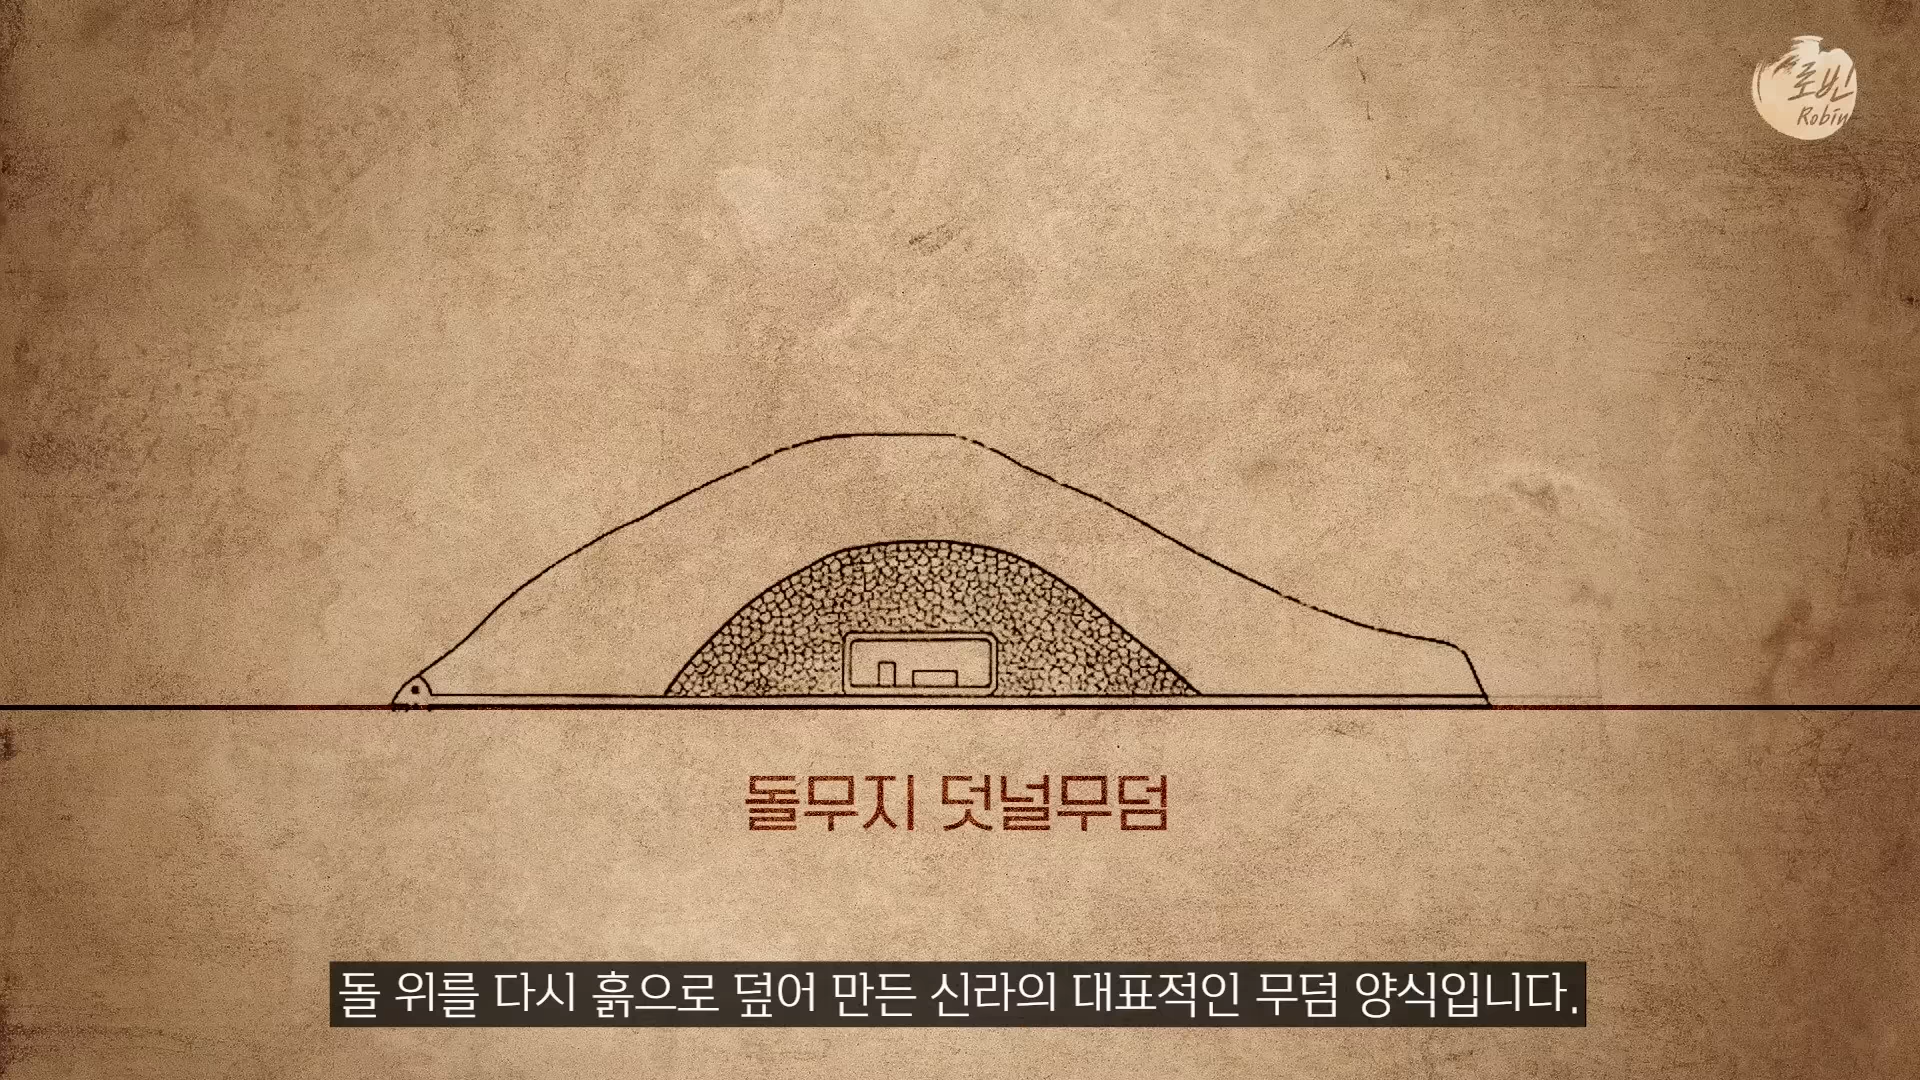 로빈
Robin
돌무지 덧널무덤
돌 위를 다시 흙으로 덮어 만든 신라의 대표적인 무덤 양식입니다.